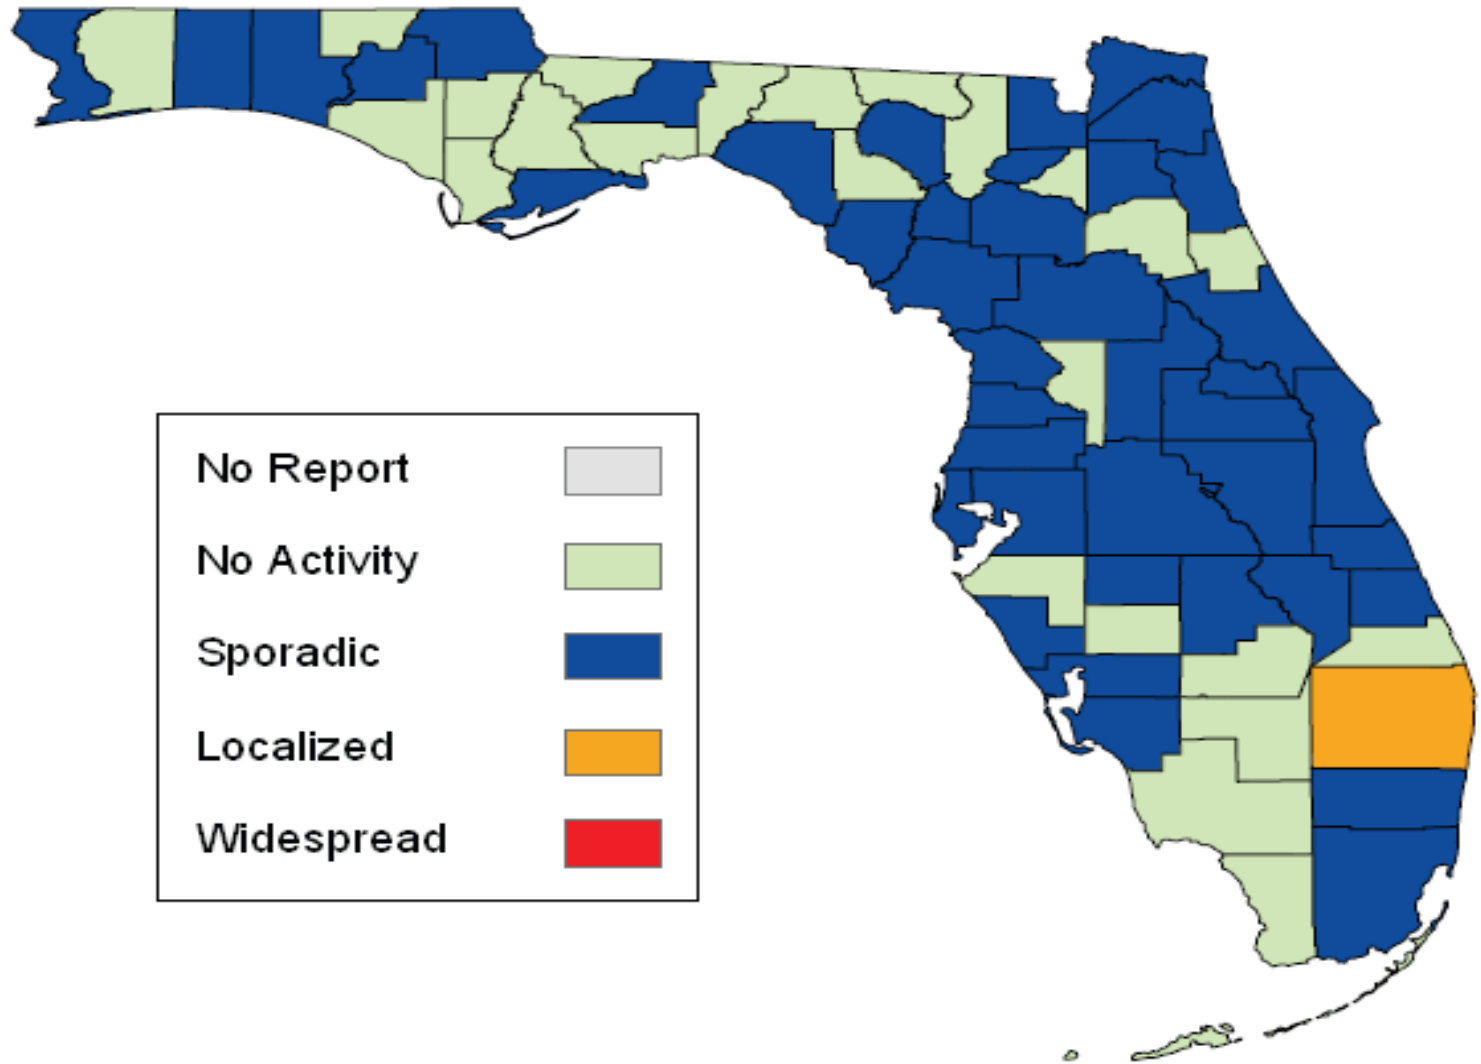 No Report
No Activity
Sporadic
Localized
Widespread